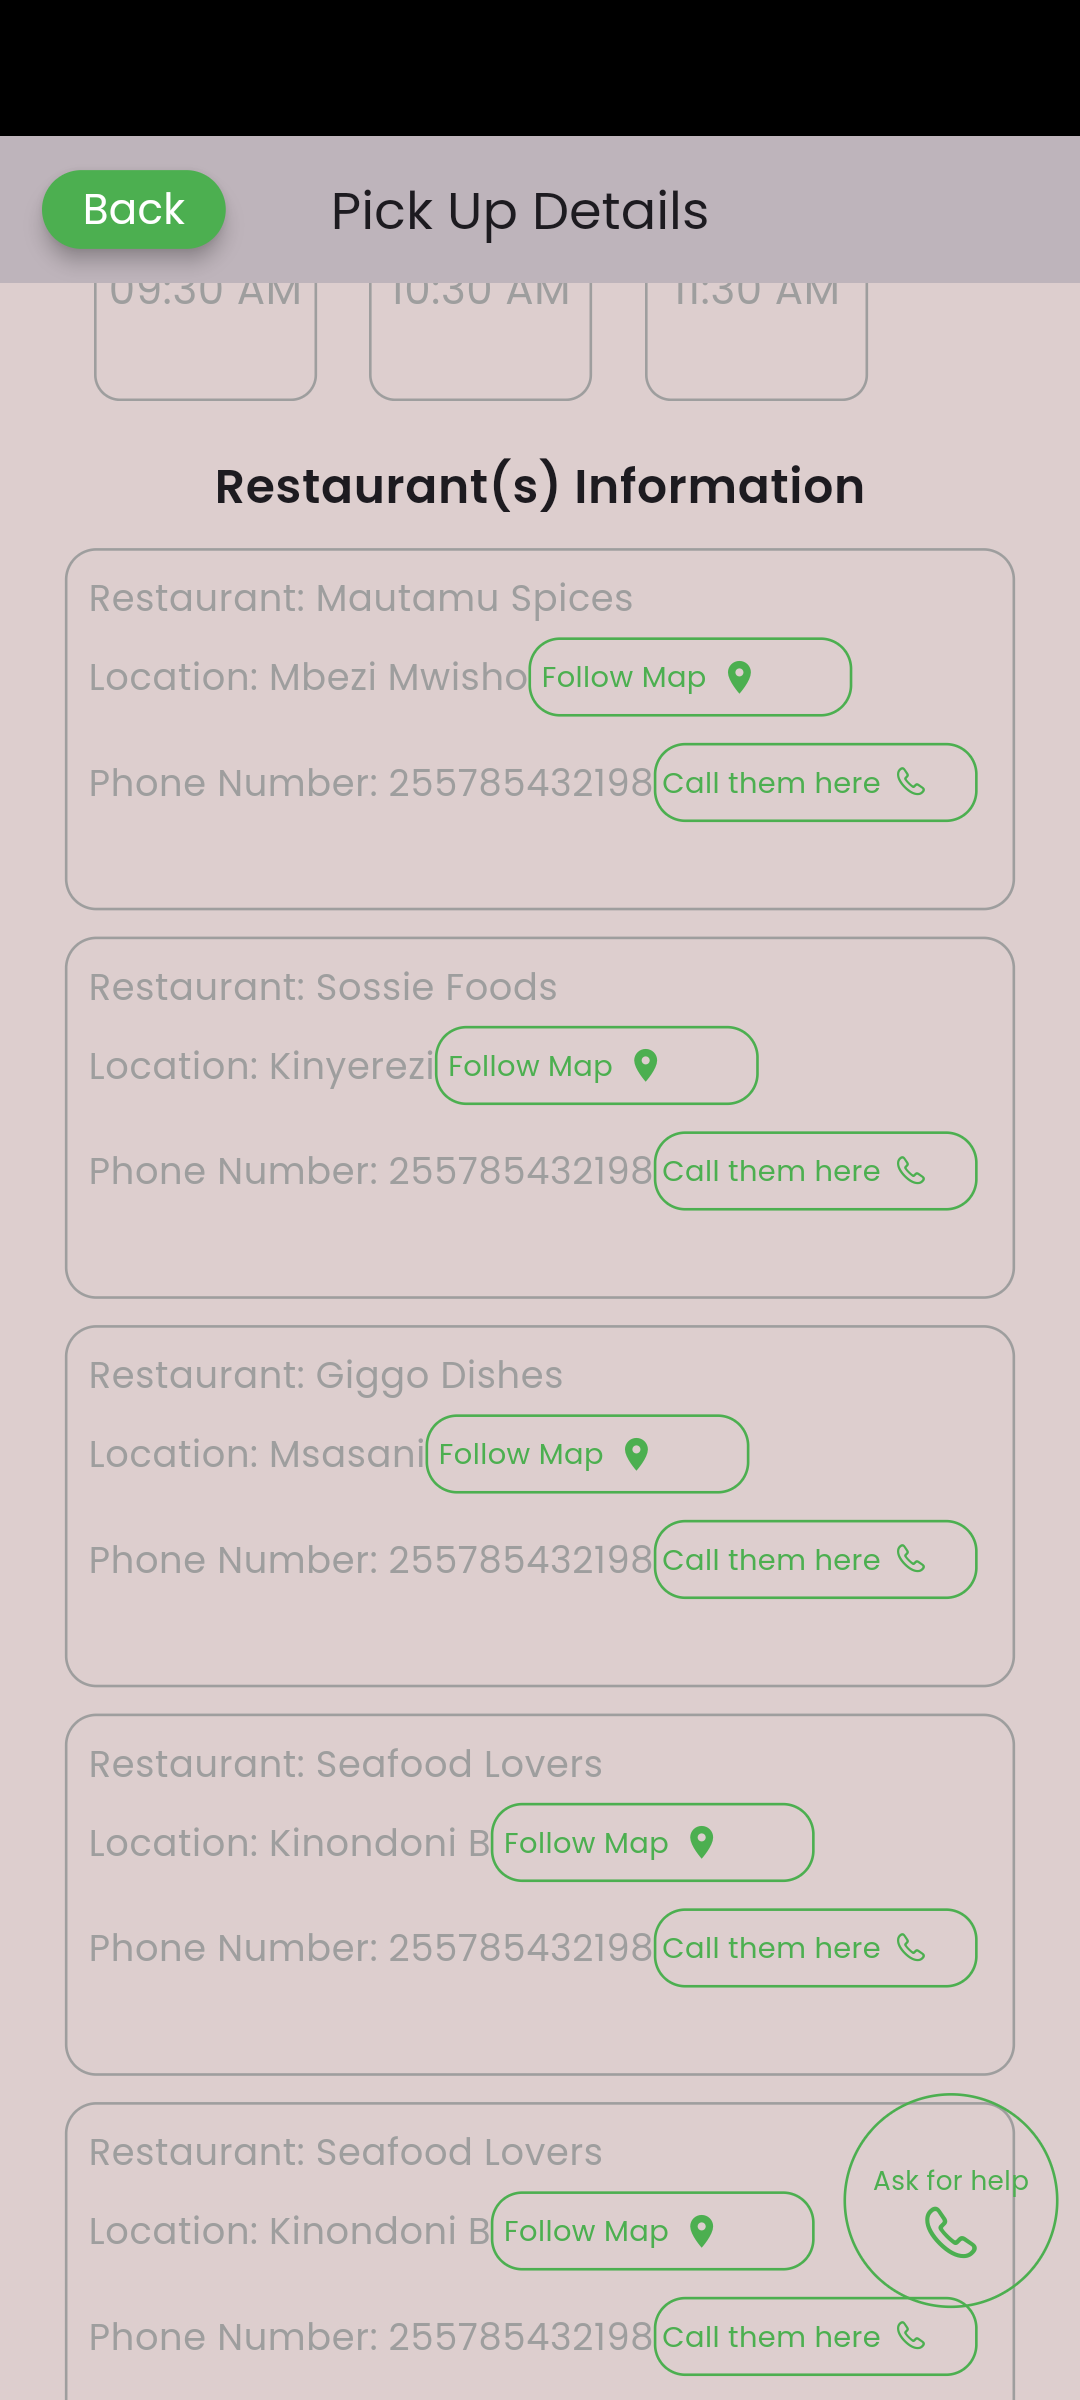 Back
Pick Up Details
09:30 AM
10:30 AM
11:30 AM
Restaurant(s) Information
Restaurant: Mautamu Spices
Location: Mbezi Mwisho Follow Map
Phone Number: 255785432198 Call them here
Restaurant: Sossie Foods
Location: Kinyerezi Follow Map
Phone Number: 255785432198 Call them here
Restaurant: Giggo Dishes
Location: Msasani Follow Map
Phone Number: 255785432198 Call them here
Restaurant: Seafood Lovers
Location: Kinondoni B Follow Map
Phone Number: 255785432198 Call them here
Restaurant: Seafood Lovers
Ask for help
Location: Kinondoni B Follow Map
Phone Number: 255785432198 Call them here